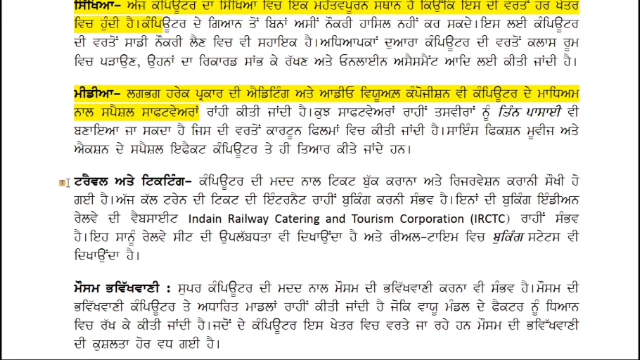 ਸਿੱਖਿਆ- ਅੱਜ ਕੰਪਿਊਟਰ ਦਾ ਸਿੱਖਿਆ ਵਿਚ ਇਕ ਮਹੱਤਵਪੂਰਨ ਸਥਾਨ ਹੈ ਕਿਉਂਕਿ ਇਸ ਦੀ ਵਰਤੋਂ ਹਰ ਖੇਤਰ
ਵਿਚ ਹੁੰਦੀ ਹੈ।ਕੰਪਿਊਟਰ ਦੇ ਗਿਆਨ ਤੋਂ ਬਿਨਾਂ ਅਸੀਂ ਨੌਕਰੀ ਹਾਸਿਲ ਨਹੀਂ ਕਰ ਸਕਦੇ। ਇਸ ਲਈ ਕੰਪਿਊਟਰ
ਦੀ ਵਰਤੋਂ ਸਾਡੀ ਨੌਕਰੀ ਲੈਣ ਵਿਚ ਵੀ ਸਹਾਇਕ ਹੈ। ਅਧਿਆਪਕਾਂ ਦੁਆਰਾ ਕੰਪਿਊਟਰ ਦੀ ਵਰਤੋਂ ਕਲਾਸ ਰੂਮ
ਵਿਚ ਪੜਾਉਣ, ਉਹਨਾਂ ਦਾ ਰਿਕਾਰਡ ਸਾਂਭ ਕੇ ਰੱਖਣ ਅਤੇ ਓਨਲਾਈਨ ਅਸੈਸਮੈਂਟ ਆਦਿ ਲਈ ਕੀਤੀ ਜਾਂਦੀ ਹੈ।
ਮੀਡੀਆ- ਲਗਭਗ ਹਰੇਕ ਪ੍ਰਕਾਰ ਦੀ ਐਡਿਟਿੰਗ ਅਤੇ ਆਡੀਓ ਵਿਯੂਅਲ ਕੰਪੋਜ਼ੀਸ਼ਨ ਵੀ ਕੰਪਿਊਟਰ ਦੇ ਮਾਧਿਅਮ
ਨਾਲ ਸਪੈਸ਼ਲ ਸਾਫਟਵੇਅਰਾਂ ਰਾਂਹੀ ਕੀਤੀ ਜਾਂਦੀ ਹੈ।ਕੁਝ ਸਾਫਟਵੇਅਰਾਂ ਰਾਹੀਂ ਤਸਵੀਰਾਂ ਨੂੰ ਤਿੰਨ ਪਾਸਾਈ ਵੀ
ਬਣਾਇਆ ਜਾ ਸਕਦਾ ਹੈ ਜਿਸ ਦੀ ਵਰਤੋਂ ਕਾਰਟੂਨ ਫਿਲਮਾਂ ਵਿਚ ਕੀਤੀ ਜਾਂਦੀ ਹੈ।ਸਾਇੰਸ ਫਿਕਸ਼ਨ ਮੂਵੀਜ ਅਤੇ
ਐਕਸ਼ਨ ਦੇ ਸਪੈਸ਼ਲ ਇਫੈਕਟ ਕੰਪਿਊਟਰ ਤੇ ਹੀ ਤਿਆਰ ਕੀਤੇ ਜਾਂਦੇ ਹਨ।
ਟਰੈਵਲ ਅਤੇ ਟਿਕਟਿੰਗ- ਕੰਪਿਊਟਰ ਦੀ ਮਦਦ ਨਾਲ ਟਿਕਟ ਬੁੱਕ ਕਰਾਨਾ ਅਤੇ ਰਿਜਰਵੇਸ਼ਨ ਕਰਾਨੀ ਸੌਖੀ ਹੋ
ਗਈ ਹੈ।ਅੱਜ ਕੱਲ ਟਰੇਨ ਦੀ ਟਿਕਟ ਦੀ ਇੰਟਰਨੈਟ ਰਾਹੀਂ ਬੁਕਿੰਗ ਕਰਨੀ ਸੰਭਵ ਹੈ। ਇਨਾਂ ਦੀ ਬੁਕਿੰਗ ਇੰਡੀਅਨ
ਰੇਲਵੇ ਦੀ ਵੈਬਸਾਈਟ Indain Railway Catering and Tourism Corporation (IRCTC) ਰਾਹੀਂ ਸੰਭਵ
ਹੈ।ਇਹ ਸਾਨੂੰ ਰੇਲਵੇ ਸੀਟ ਦੀ ਉਪਲੱਬਧਤਾ ਵੀ ਦਿਖਾਉਂਦਾ ਹੈ ਅਤੇ ਰੀਅਲ-ਟਾਇਮ ਵਿਚ ਬੁਕਿੰਗ ਸਟੇਟਸ ਵੀ
ਦਿਖਾਉਂਦਾ ਹੈ।
ਮੌਸਮ ਭਵਿੱਖਵਾਣੀ : ਸੁਪਰ ਕੰਪਿਊਟਰ ਦੀ ਮਦਦ ਨਾਲ ਮੌਸਮ ਦੀ ਭਵਿੱਖਵਾਣੀ ਕਰਨਾ ਵੀ ਸੰਭਵ ਹੈ।ਮੌਸਮ ਦੀ
ਭਵਿੱਖਵਾਣੀ ਕੰਪਿਊਟਰ ਤੇ ਅਧਾਰਿਤ ਮਾਡਲਾਂ ਰਾਹੀਂ ਕੀਤੀ ਜਾਂਦੀ ਹੈ ਜੋਕਿ ਵਾਯੂ ਮੰਡਲ ਦੇ ਫੈਕਟਰ ਨੂੰ ਧਿਆਨ
ਵਿਚ ਰੱਖ ਕੇ ਕੀਤੀ ਜਾਂਦੀ ਹੈ।ਜਦੋਂ ਦੇ ਕੰਪਿਊਟਰ ਇਸ ਖੇਤਰ ਵਿਚ ਵਰਤੇ ਜਾ ਰਹੇ ਹਨ ਮੌਸਮ ਦੀ ਭਵਿੱਖਵਾਣੀ
ਦੀ ਕੁਸ਼ਲਤਾ ਹੋਰ ਵਧ ਗਈ ਹੈ।